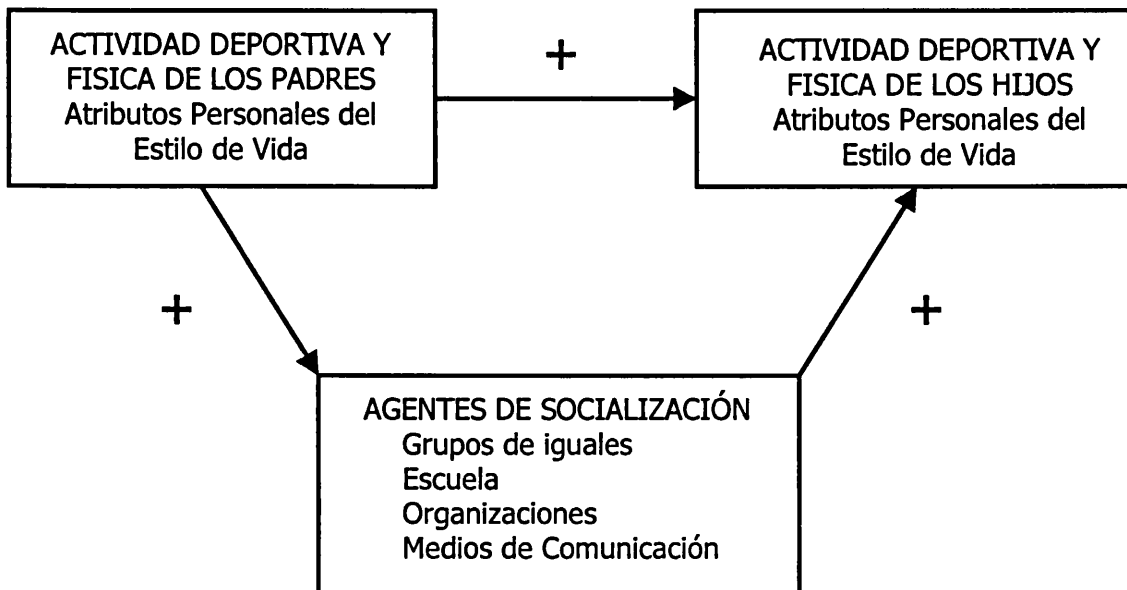 ACTIVIDAD DEPORTIVA Y
FISICA DE LOS PADRES
Atributos Personales del
Estilo de Vida
+
ACTIVIDAD DEPORTIVA Y
FISICA DE LOS HIJOS
Atributos Personales del
Estilo de Vida
+
+
AGENTES DE SOCIALIZACIÓN
Grupos de iguales
Escuela
Organizaciones
Medios de Comunicación